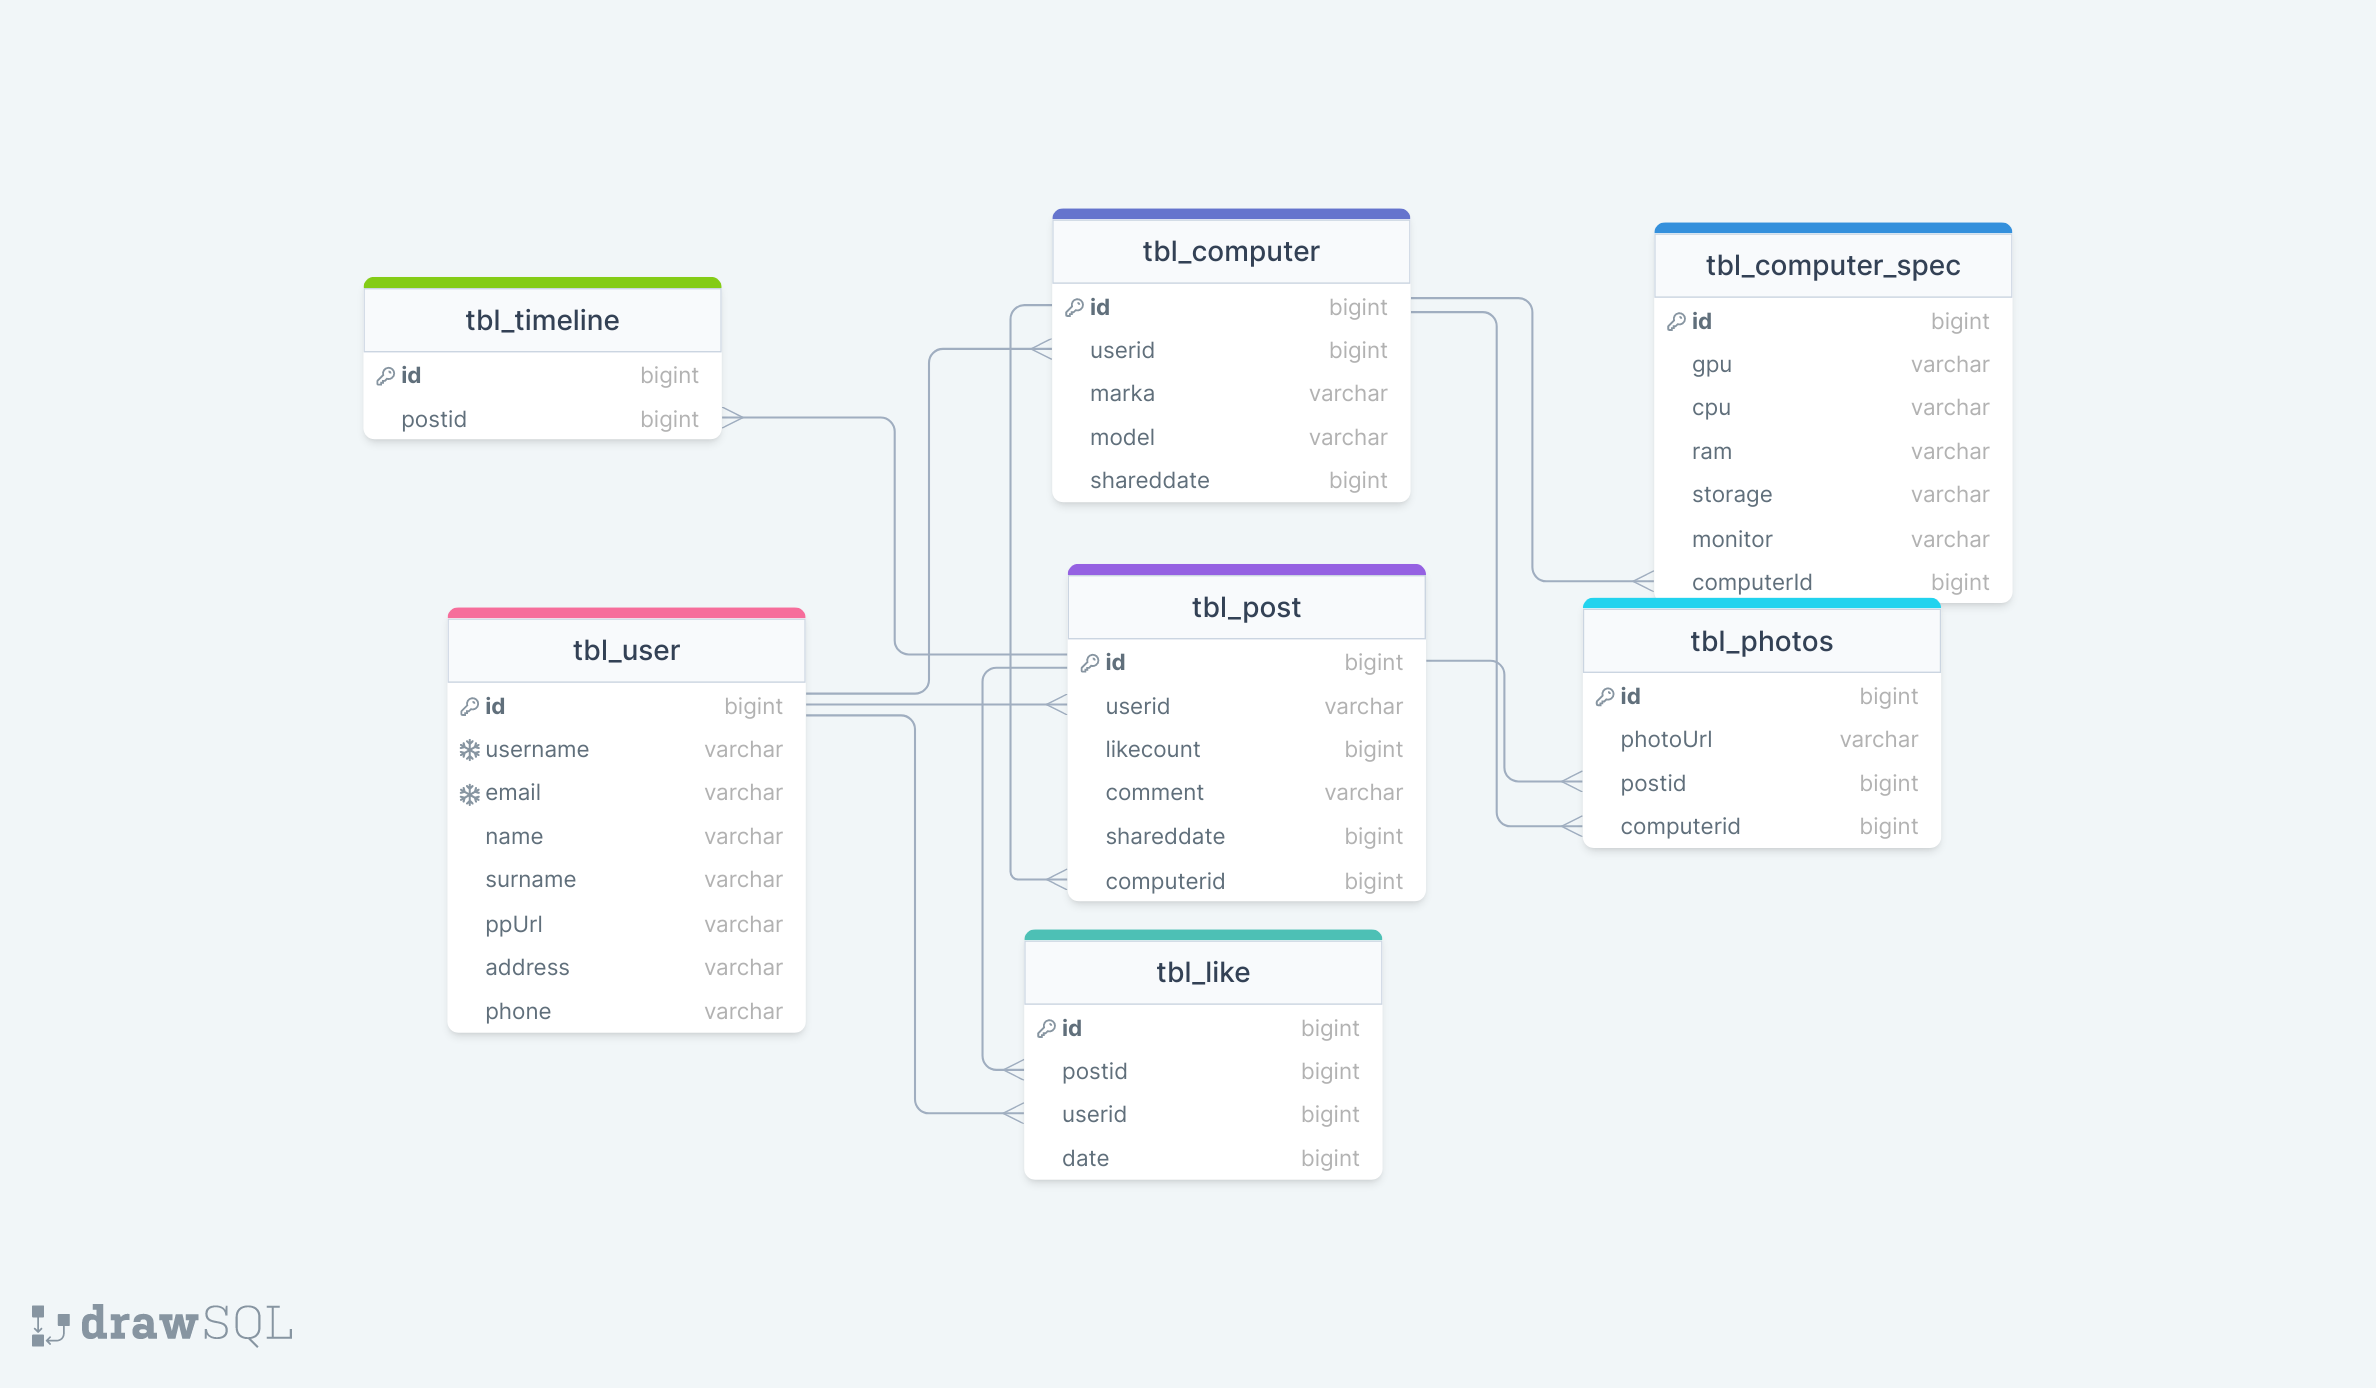 tbl_timeline
id bigint
postid bigint
tbl_computer
id bigint
userid bigint
marka varchar
model varchar
shareddate bigint
tbl_computer_spec
id bigint
gpu varchar
cpu varchar
ram varchar
storage varchar
monitor varchar
computerId bigint
tbl_user
id bigint
username varchar
email varchar
name varchar
surname varchar
ppUrl varchar
address varchar
phone varchar
tbl_post
id bigint
userid varchar
likecount bigint
comment varchar
shareddate bigint
computerid bigint
tbl_photos
id bigint
photoUrl varchar
postid bigint
computerid bigint
tbl_like
id bigint
postid bigint
userid bigint
date bigint
drawSQL